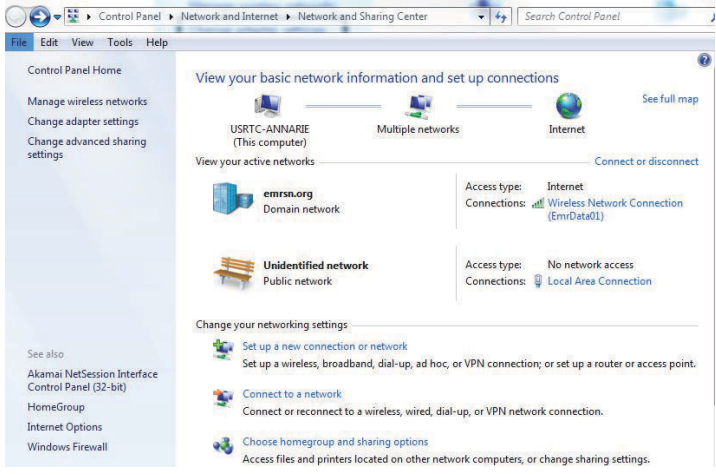 Control Panel ▸ Network and Internet ▸ Network and Sharing Center
Search Control Panel
File Edit View Tools Help
Control Panel Home
Manage wireless networks
Change adapter settings
Change advanced sharing
settings
See also
Akamai NetSession Interface
Control Panel (32-bit)
HomeGroup
Internet Options
Windows Firewall
View your basic network information and set up connections
See full map
USRTC-ANNARIE
(This computer)
Multiple networks
Internet
View your active networks
Connect or disconnect
emrsn.org
Domain network
Access type: Internet
Connections: Wireless Network Connection
(EmrData01)
Unidentified network
Public network
Access type: No network access
Connections: Local Area Connection
Change your networking settings
Set up a new connection or network
Set up a wireless, broadband, dial-up, ad hoc, or VPN connection; or set up a router or access point.
Connect to a network
Connect or reconnect to a wireless, wired, dial-up, or VPN network connection.
Choose homegroup and sharing options
Access files and printers located on other network computers, or change sharing settings.